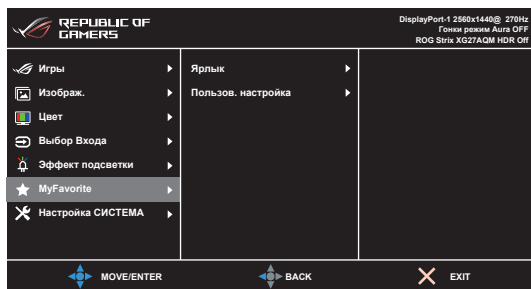 REPUBLIC OF
GAMERS
DisplayPort-1 2560x1440@ 270Hz
Гонки режим Aura OFF
ROG Strix XG27AQM HDR Off
Игры
Ярлык
Изображ.
Пользов. настройка
Цвет
Выбор Входа
Эффект подсветки
MyFavorite
Настройка СИСТЕМА
MOVE/ENTER
BACK
EXIT